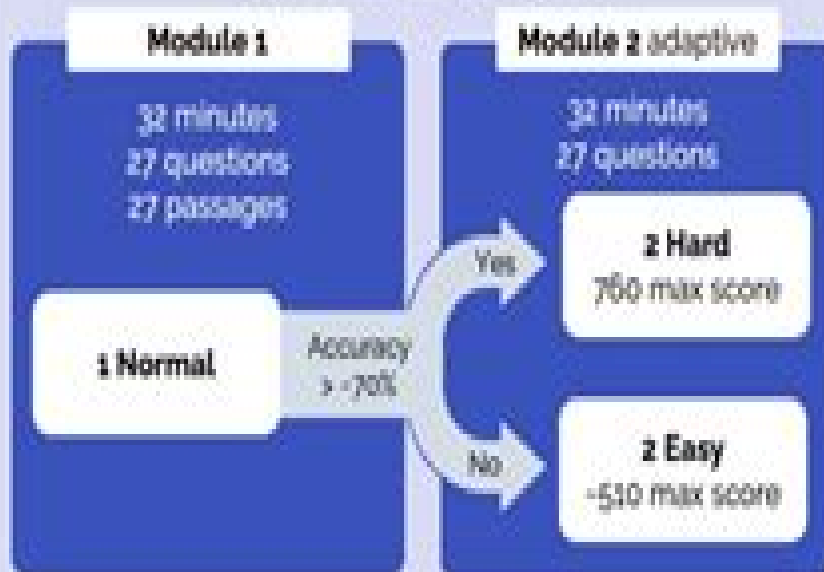 Module 1
32 minutes
27 questions
27 passages
1 Normal
Accuracy
> ~70%
Module 2 adaptive
32 minutes
27 questions
Yes
2 Hard
760 max score
No
2 Easy
~510 max score